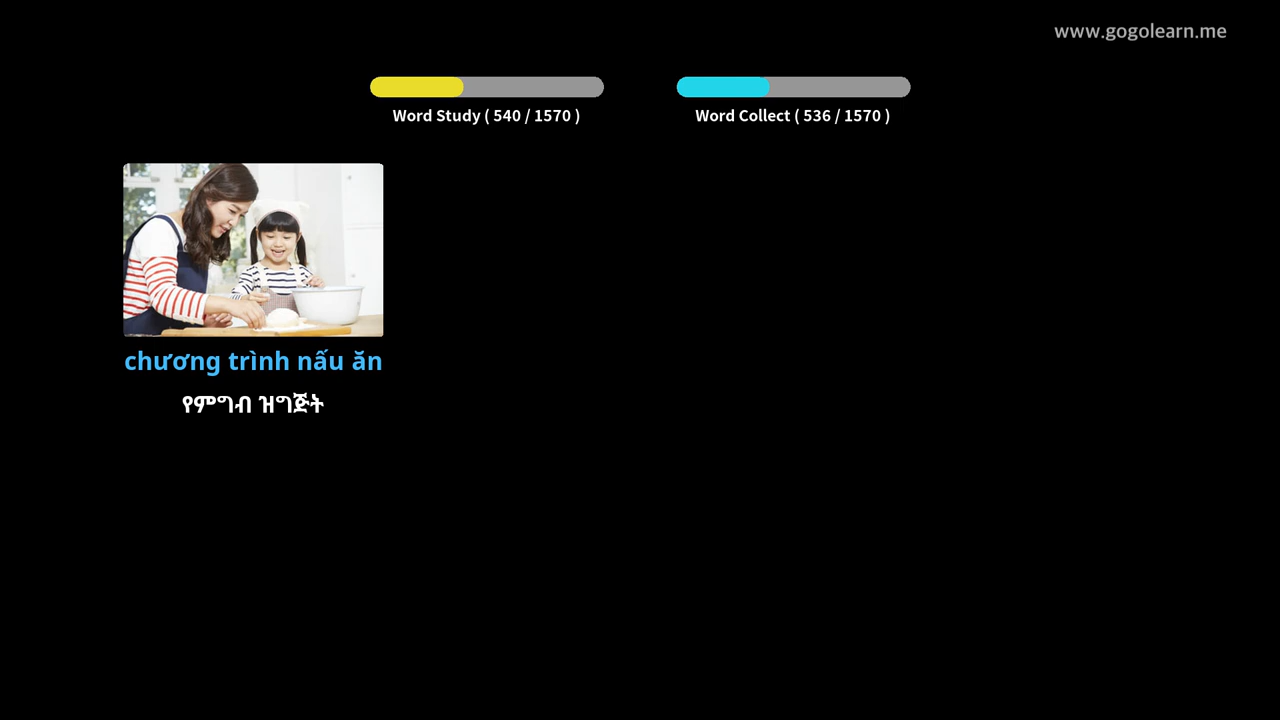 www.gogolearn.me
Word Study ( 540 / 1570 )
Word Collect ( 536 / 1570 )
chương trình nấu ăn
የምግብ ዝግጅት